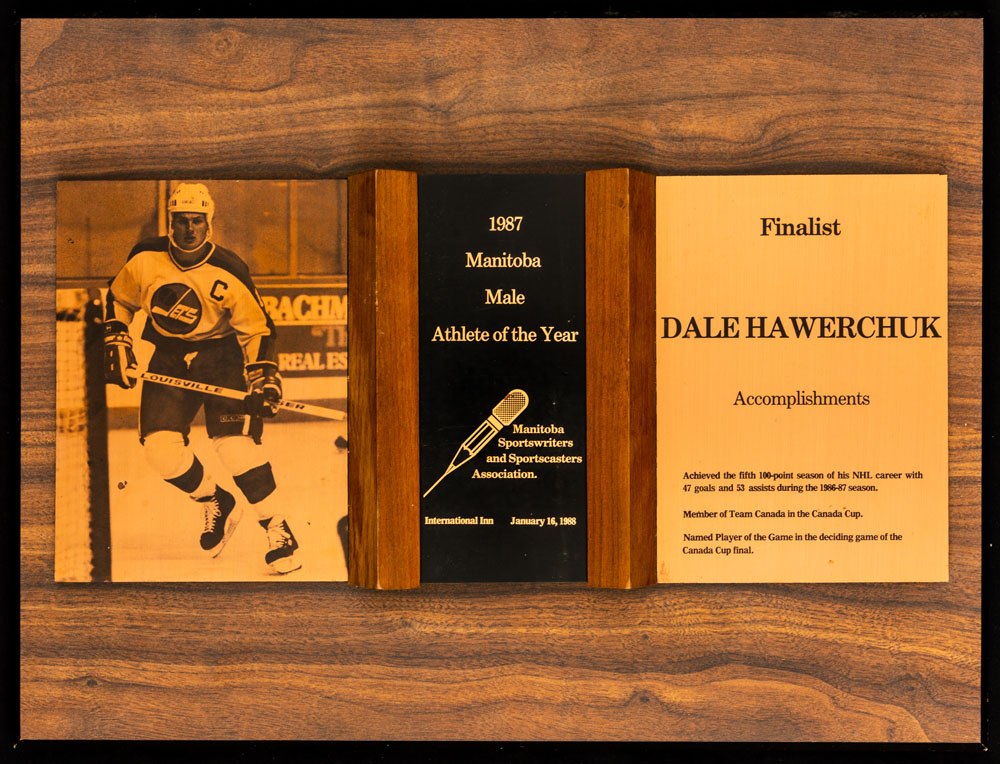 JETS
C
BACHM
REAL ES
LOUISVILLE
1987
Manitoba
Male
Athlete of the Year
Manitoba
Sportswriters
and Sportscasters
Association.
International Inn January 16, 1988
Finalist
DALE HAWERCHUK
Accomplishments
Achieved the fifth 100-point season of his NHL career with
47 goals and 53 assists during the 1986-87 season.
Member of Team Canada in the Canada Cup.
Named Player of the Game in the deciding game of the
Canada Cup final.